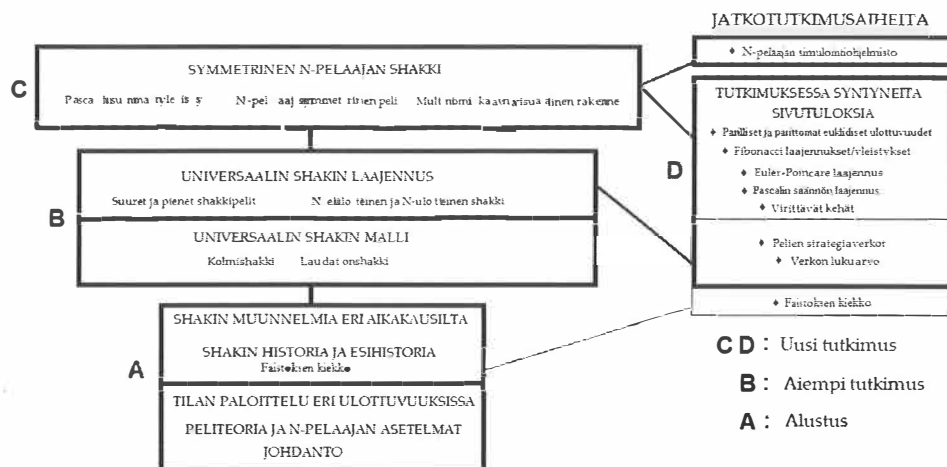 JATKOTUTKIMUSAIHEITA
♦ N-pelaajan simulointiohjelmisto
C
SYMMETRINEN N-PELAAJAN SHAKKI
TUTKIMUKSESSA SYNTYNEITA
SIVUTULOKSIA
♦ Parilliset ja parittomat euklidiset ulottuvuudet
♦ Fibonacci laajennukset/yleistykset
♦ Euler-Poincare laajennus
♦ Pascalin säännön laajennus
♦ Virittävät kehät
D
♦ Pelien strategiaverkot
♦ Verkon lukuarvo
♦ Faistoksen kiekko
B
UNIVERSAALIN SHAKIN LAAJENNUS
Suuret ja pienet shakkipelit
shakki
UNIVERSAALIN SHAKIN MALLI
Kolmishakki
A
SHAKIN MUUNNELMIA ERI AIKAKAUSILTA
SHAKIN HISTORIA JA ESIHISTORIA
Faistoksen kiekko
TILAN PALOITTELU ERI ULOTTUVUUKSISSA
PELITEORIA JA N-PELAAJAN ASETELMAT
JOHDANTO
C D : Uusi tutkimus
B : Aiempi tutkimus
A : Alustus